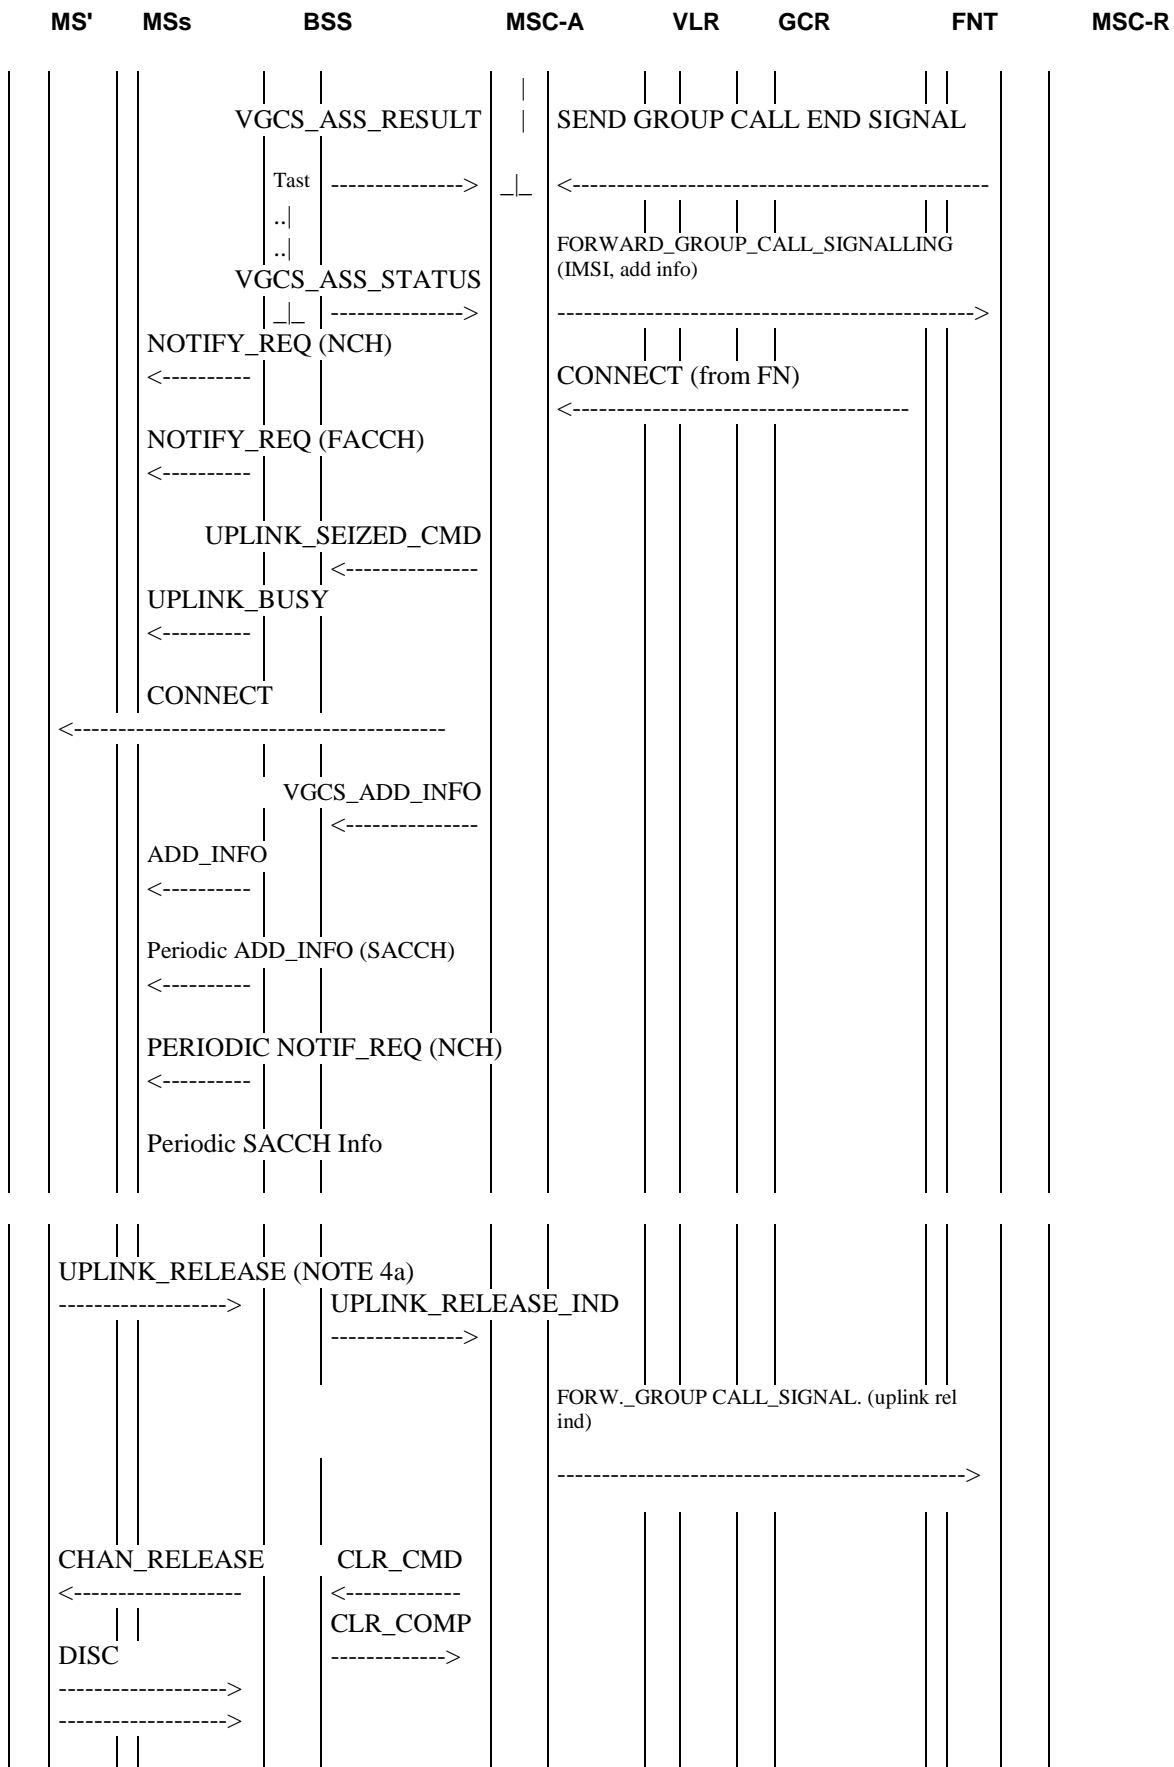 MS' MSs BSS MSC-A VLR GCR FNT MSC-R
VGCS_ASS_RESULT | SEND GROUP CALL END SIGNAL
Tast ---------------> _|_ <-----------------------------------------------
..|
..| FORWARD_GROUP_CALL_SIGNALLING
(IMSI, add info)
VGCS_ASS_STATUS
_|_ ---------------> ----------------------------------------------->
NOTIFY_REQ (NCH)
<---------- CONNECT (from FN)
<--------------------------------------
NOTIFY_REQ (FACCH)
<----------
UPLINK_SEIZED_CMD
<---------------
UPLINK_BUSY
<----------
CONNECT
<------------------------------------------
VGCS_ADD_INFO
<---------------
ADD_INFO
<----------
Periodic ADD_INFO (SACCH)
<----------
PERIODIC NOTIF_REQ (NCH)
<----------
Periodic SACCH Info
UPLINK_RELEASE (NOTE 4a)
-------------------> UPLINK_RELEASE_IND
--------------->
FORW._GROUP CALL_SIGNAL. (uplink rel
ind)
---------------------------------------------->
CHAN_RELEASE CLR_CMD
<------------------- <-------------
CLR_COMP
DISC ------------->
------------------->
------------------->